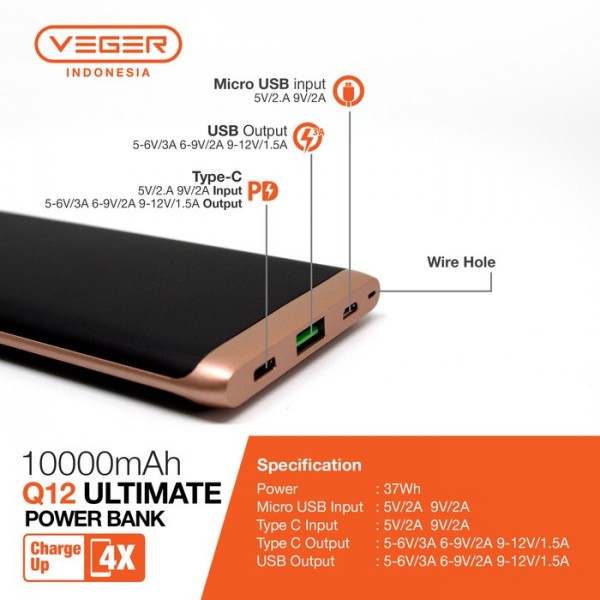 VEGER
INDONESIA
Micro USB input
5V/2.A 9V/2A
USB Output
5-6V/3A 6-9V/2A 9-12V/1.5A
3A
Type-C
5V/2.A 9V/2A Input
5-6V/3A 6-9V/2A 9-12V/1.5A Output
PD
Wire Hole
10000mAh
Q12 ULTIMATE
POWER BANK
Charge
Up
4X
Specification
Power : 37Wh
Micro USB Input : 5V/2A 9V/2A
Type C Input : 5V/2A 9V/2A
Type C Output : 5-6V/3A 6-9V/2A 9-12V/1.5A
USB Output : 5-6V/3A 6-9V/2A 9-12V/1.5A